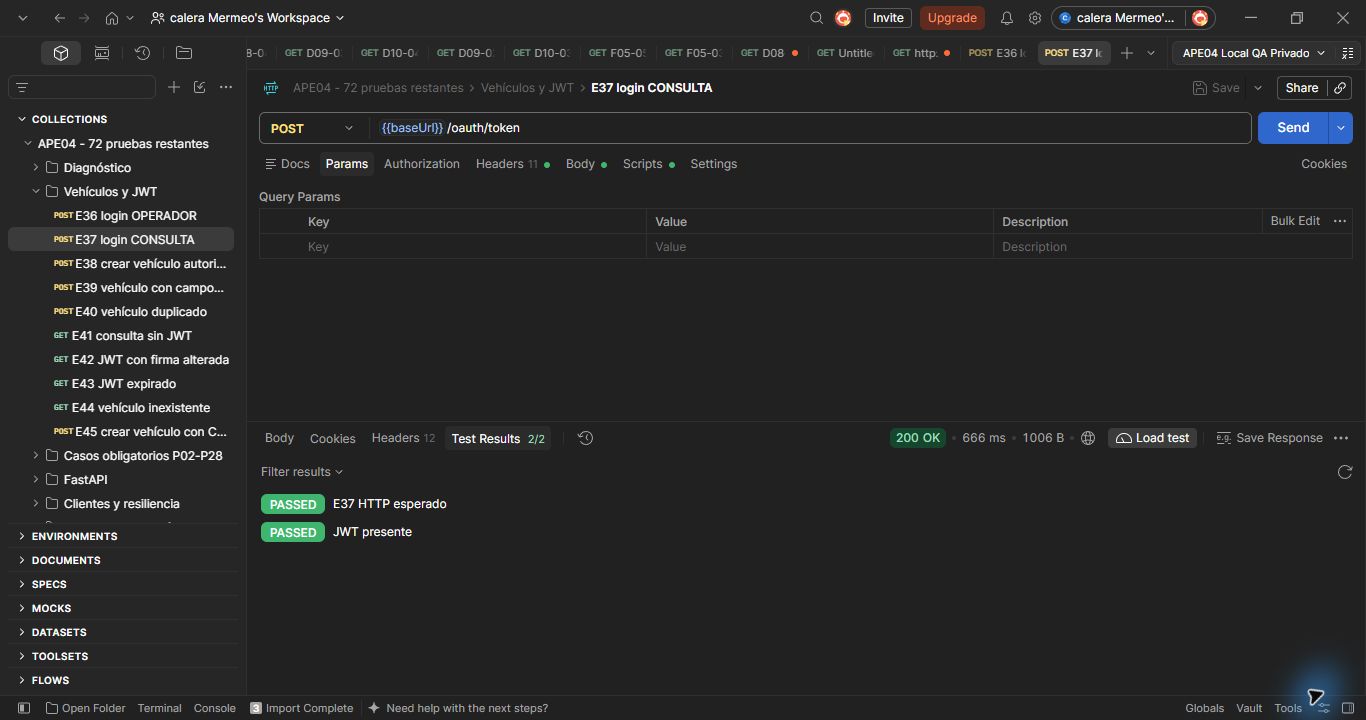 calera Mermeo's Workspace
Invite
Upgrade
calera Mermeo'...
GET D09-0
GET D10-0
GET D09-0
GET D10-0
GET F05-0
GET F05-0
GET D08
GET Untitle
GET http:
POST E36 l
POST E37 l
APE04 Local QA Privado
HTTP APE04 - 72 pruebas restantes > Vehículos y JWT > E37 login CONSULTA
Save
Share
COLLECTIONS
APE04 - 72 pruebas restantes
Diagnóstico
Vehículos y JWT
POST E36 login OPERADOR
POST E37 login CONSULTA
POST E38 crear vehículo autori...
POST E39 vehículo con campo...
POST E40 vehículo duplicado
GET E41 consulta sin JWT
GET E42 JWT con firma alterada
GET E43 JWT expirado
GET E44 vehículo inexistente
POST E45 crear vehículo con C...
Casos obligatorios P02-P28
FastAPI
Clientes y resiliencia
ENVIRONMENTS
DOCUMENTS
SPECS
MOCKS
DATASETS
TOOLSETS
FLOWS
POST {{baseUrl}} /oauth/token
Send
Docs Params Authorization Headers 11 Body Scripts Settings
Cookies
Query Params
Key Value Description Bulk Edit
Key Value Description
Body Cookies Headers 12 Test Results 2/2
200 OK 666 ms 1006 B Load test e.g. Save Response
Filter results
PASSED E37 HTTP esperado
PASSED JWT presente
Open Folder Terminal Console 3 Import Complete Need help with the next steps?
Globals Vault Tools